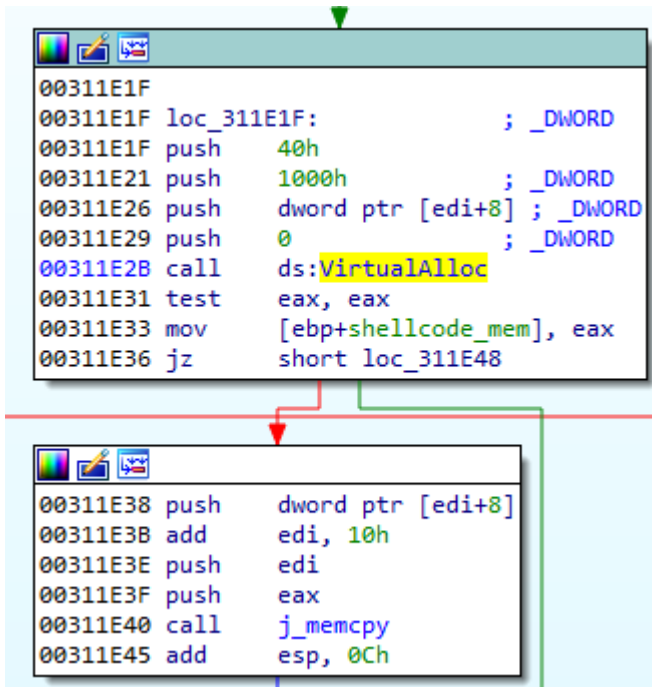 00311E1F
00311E1F loc_311E1F: ; _DWORD
00311E1F push 40h
00311E21 push 1000h ; _DWORD
00311E26 push dword ptr [edi+8] ; _DWORD
00311E29 push 0 ; _DWORD
00311E2B call ds:VirtualAlloc
00311E31 test eax, eax
00311E33 mov [ebp+shellcode_mem], eax
00311E36 jz short loc_311E48
00311E38 push dword ptr [edi+8]
00311E3B add edi, 10h
00311E3E push edi
00311E3F push eax
00311E40 call j_memcpy
00311E45 add esp, 0Ch